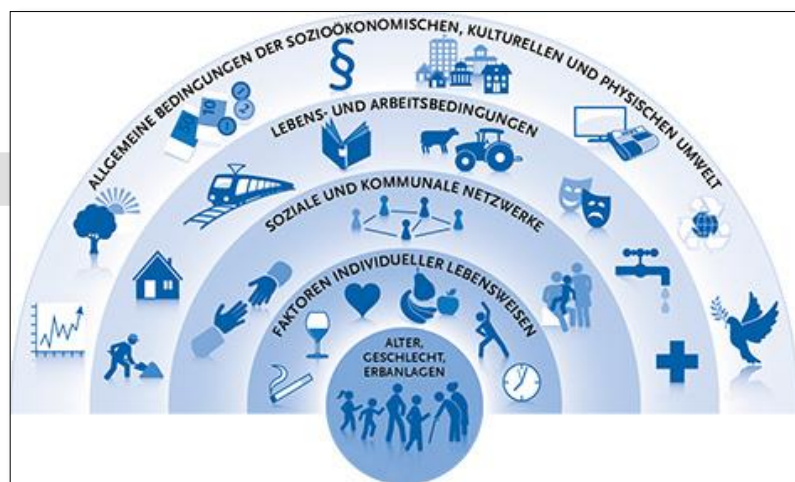 ALLGEMEINE BEDINGUNGEN DER SOZIOÖKONOMISCHEN, KULTURELLEN UND PHYSISCHEN UMWELT
§
10
LEBENS- UND ARBEITSBEDINGUNGEN
SOZIALE UND KOMMUNALE NETZWERKE
FAKTOREN INDIVIDUELLER LEBENSWEISEN
ALTER,
GESCHLECHT,
ERBANLAGEN